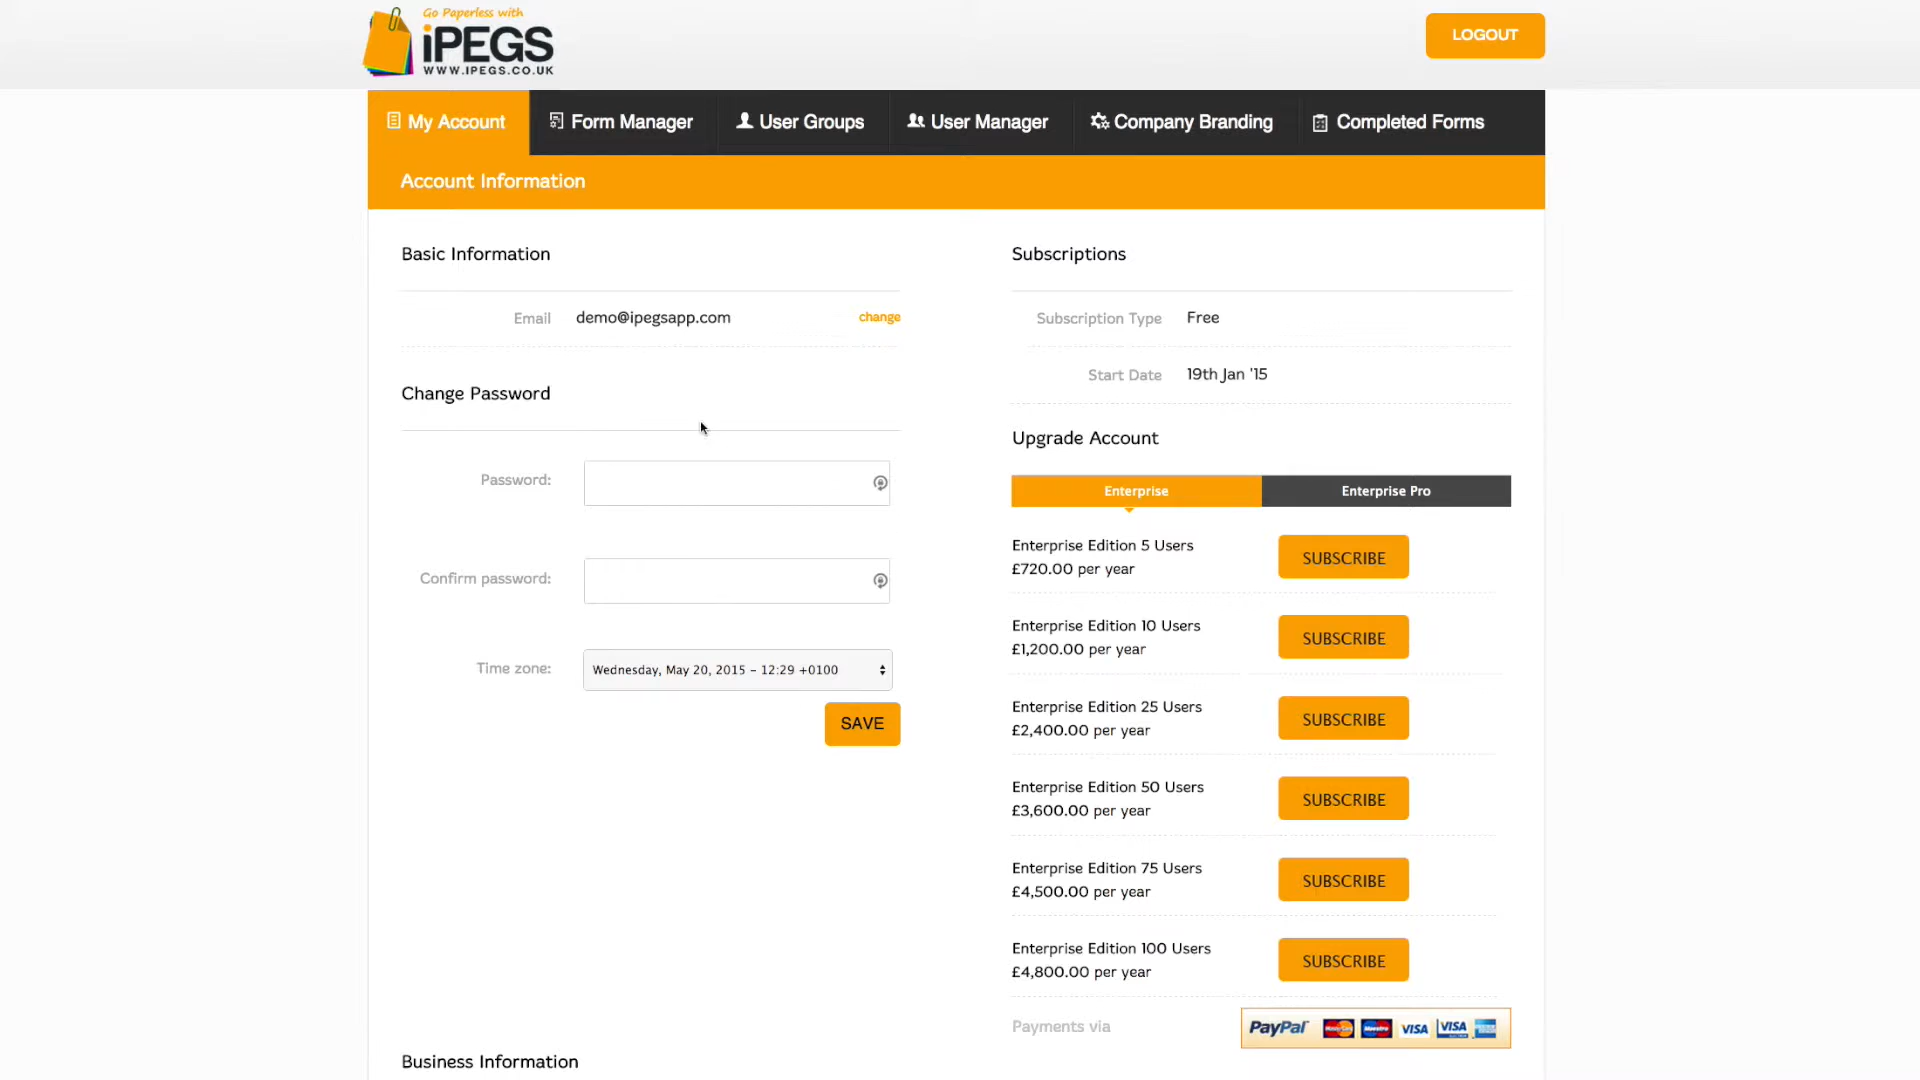 Go Paperless with
iPEGS
WWW.IPEGS.CO.UK
LOGOUT
My Account
Form Manager
User Groups
User Manager
Company Branding
Completed Forms
Account Information
Basic Information
Email demo@ipegsapp.com change
Change Password
Password:
Confirm password:
Time zone: Wednesday, May 20, 2015 – 12:29 +0100
SAVE
Business Information
Subscriptions
Subscription Type Free
Start Date 19th Jan '15
Upgrade Account
Enterprise Enterprise Pro
Enterprise Edition 5 Users
£720.00 per year
SUBSCRIBE
Enterprise Edition 10 Users
£1,200.00 per year
SUBSCRIBE
Enterprise Edition 25 Users
£2,400.00 per year
SUBSCRIBE
Enterprise Edition 50 Users
£3,600.00 per year
SUBSCRIBE
Enterprise Edition 75 Users
£4,500.00 per year
SUBSCRIBE
Enterprise Edition 100 Users
£4,800.00 per year
SUBSCRIBE
Payments via PayPal MasterCard Maestro VISA VISA